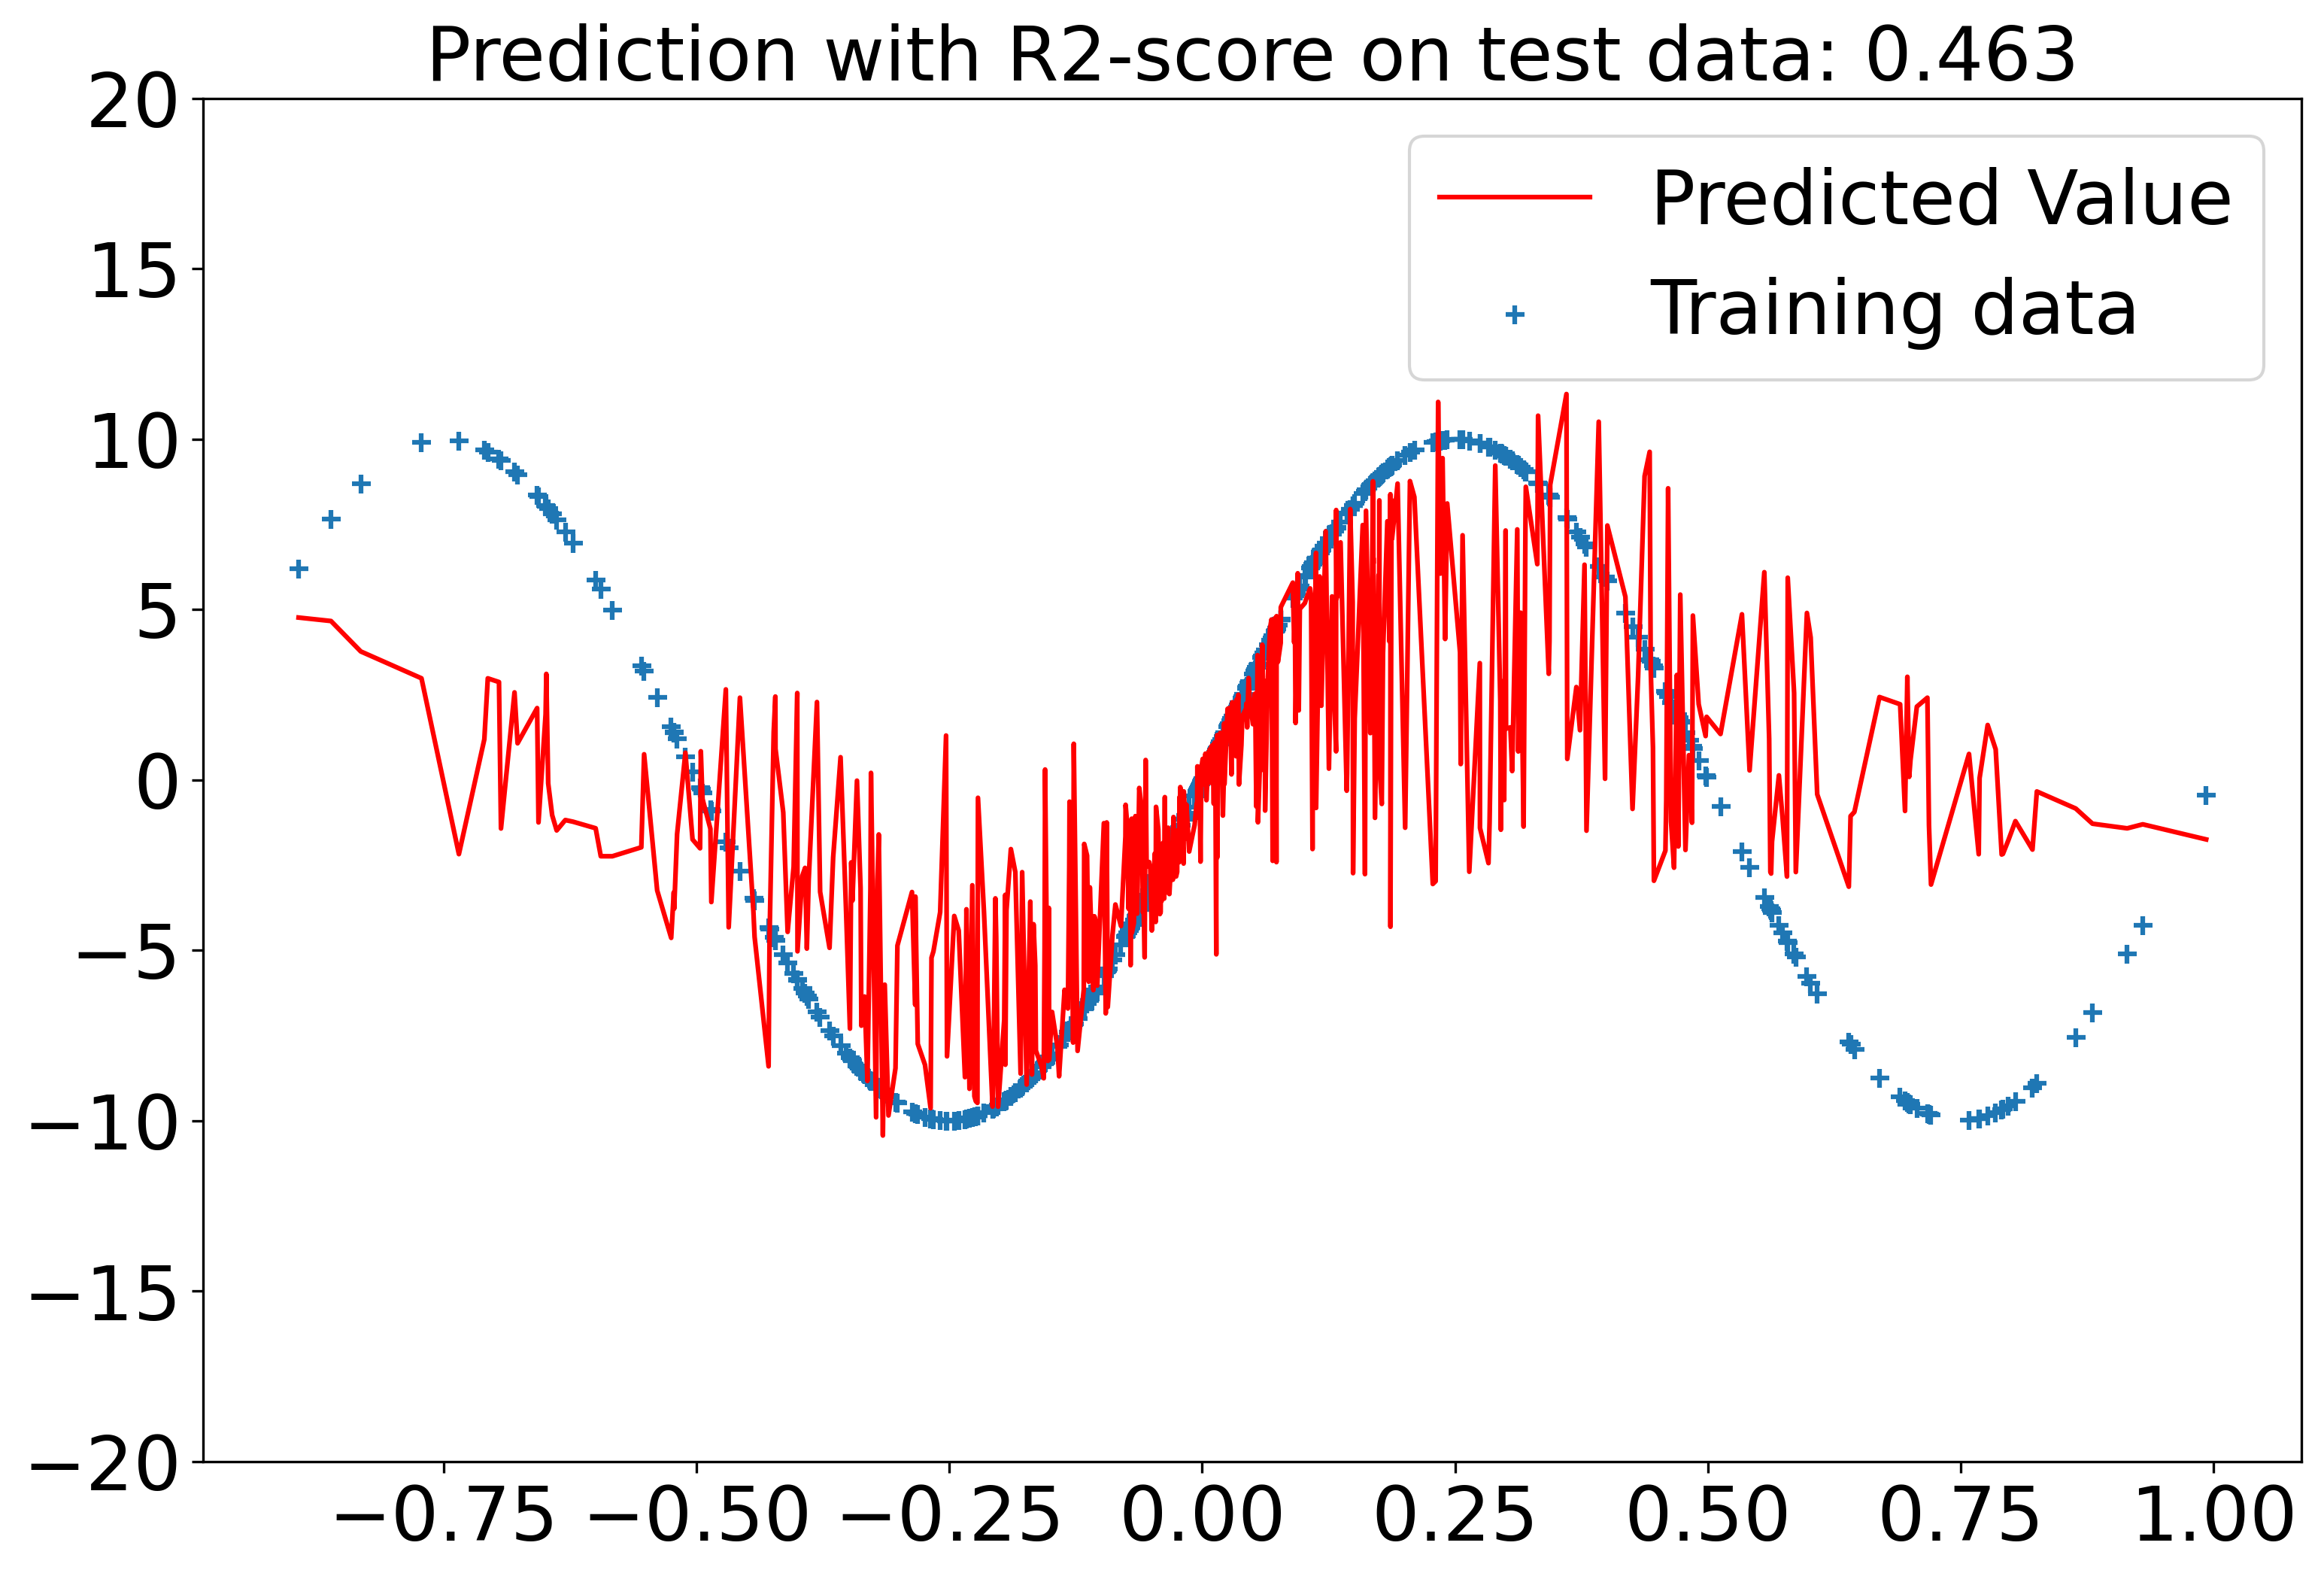 Prediction with R2-score on test data: 0.463
20
15
10
5
0
−5
−10
−15
−20
Predicted Value
Training data
−0.75 −0.50 −0.25 0.00 0.25 0.50 0.75 1.00